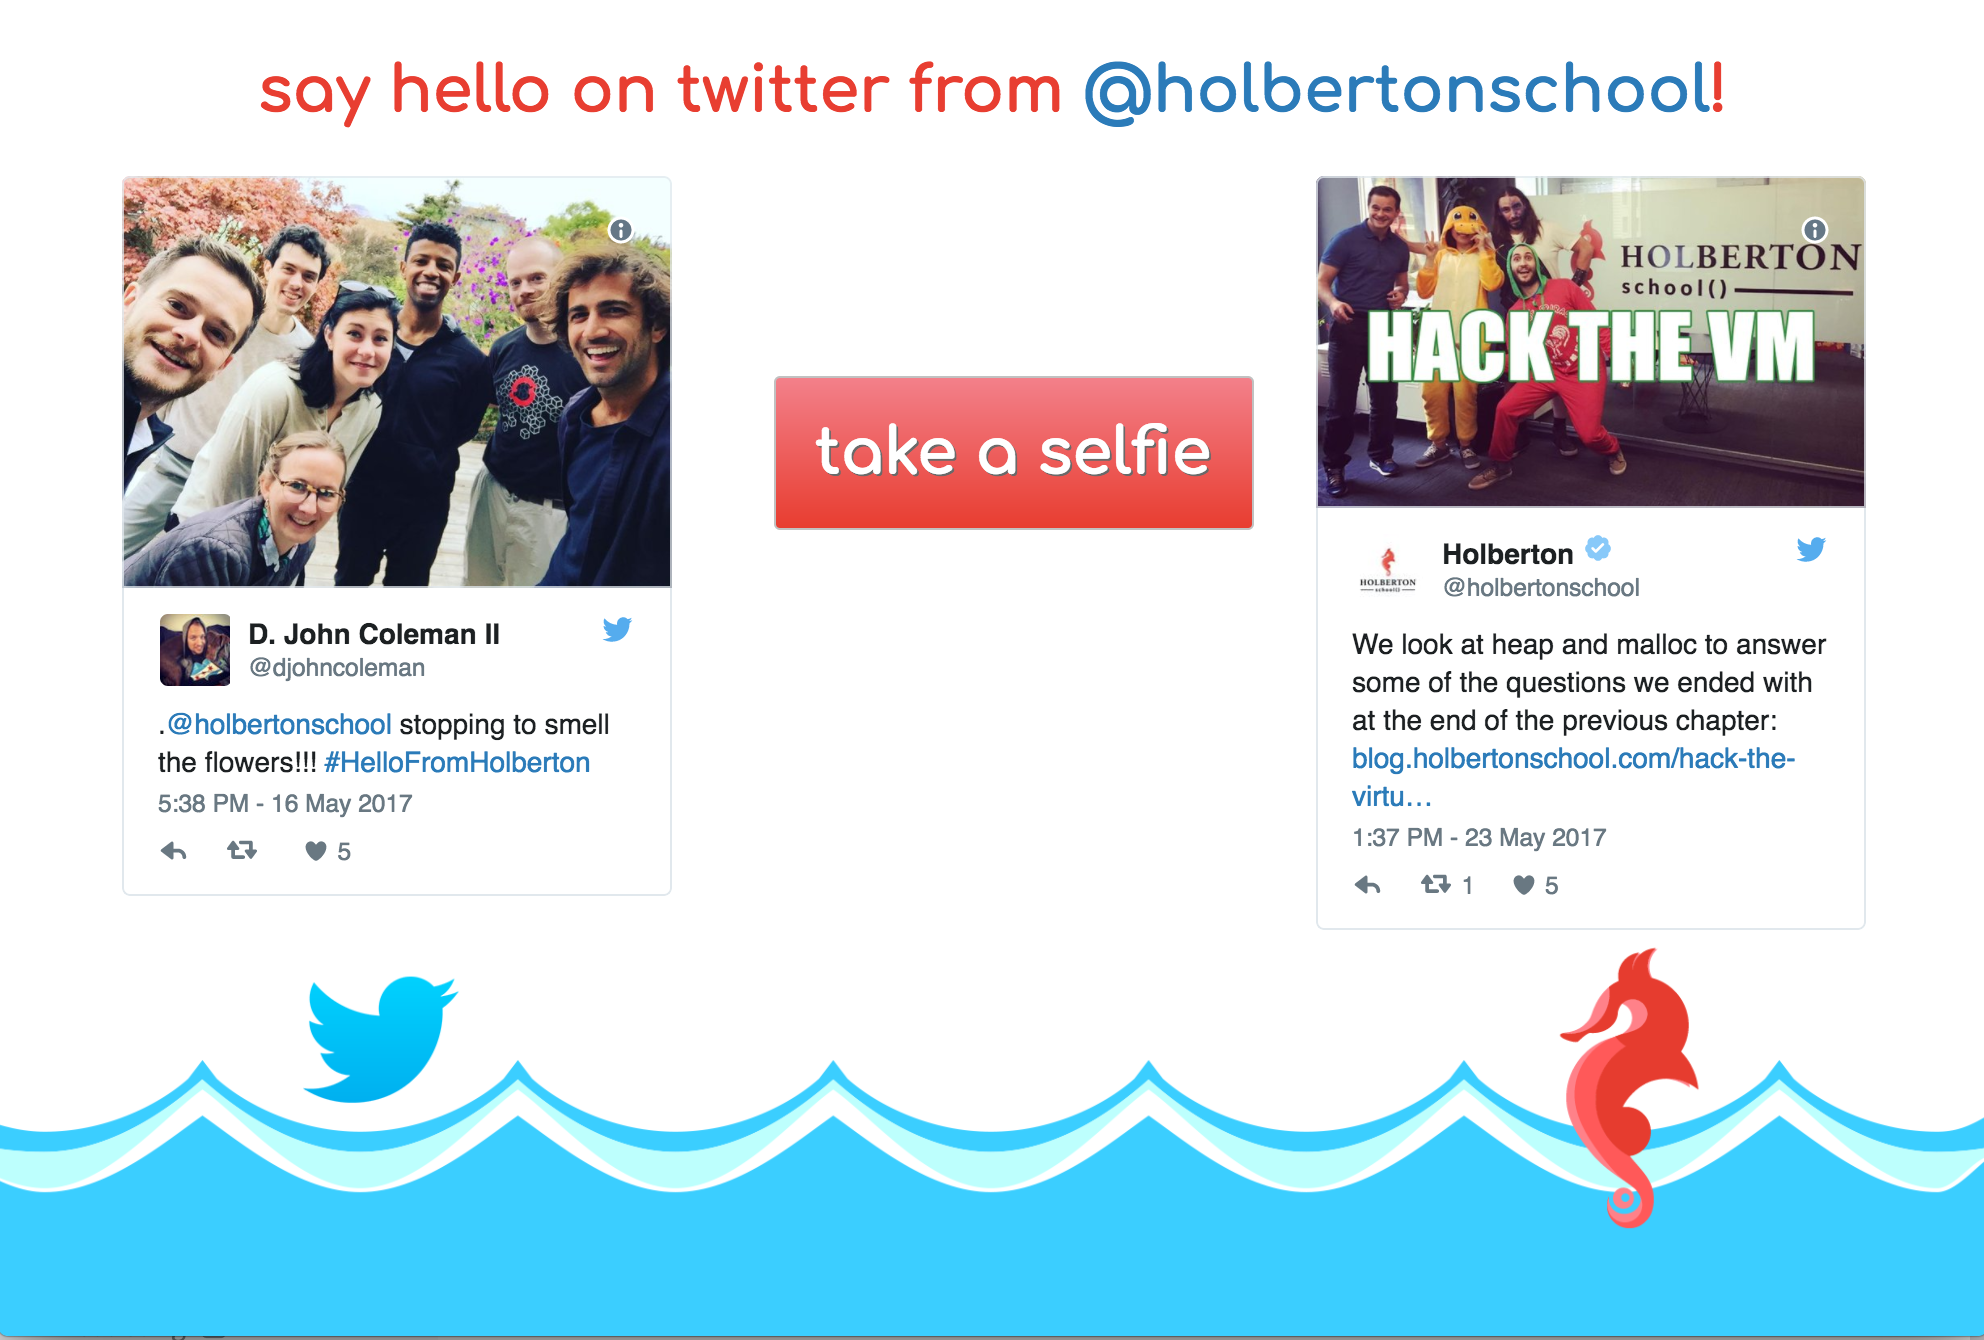 say hello on twitter from @holbertonschool!
D. John Coleman II
@djohncoleman
.@holbertonschool stopping to smell
the flowers!!! #HelloFromHolberton
5:38 PM - 16 May 2017
5
take a selfie
HOLBERTON
school()
HACK THE VM
HOLBERTON
school()
Holberton
@holbertonschool
We look at heap and malloc to answer
some of the questions we ended with
at the end of the previous chapter:
blog.holbertonschool.com/hack-the-
virtu…
1:37 PM - 23 May 2017
1 5